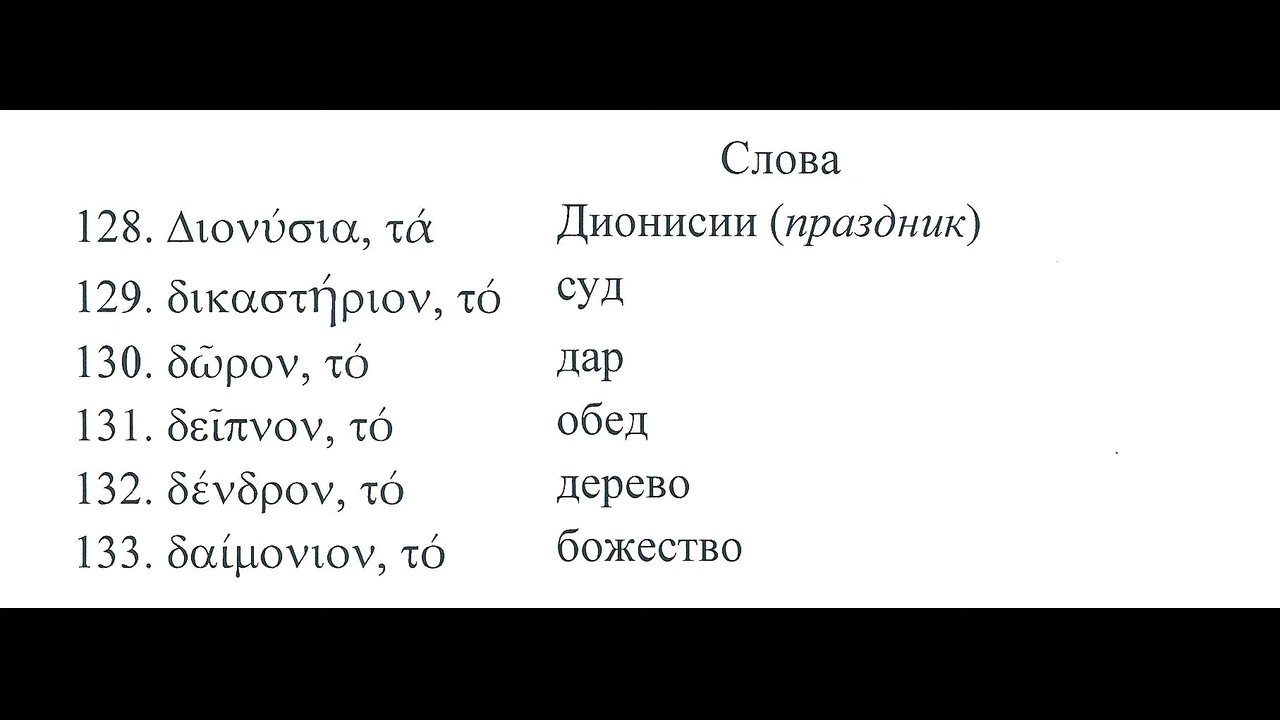 Слова
128. Διονύσια, τά Дионисии (праздник)
129. δικαστήριον, τό суд
130. δῶρον, τό дар
131. δεῖπνον, τό обед
132. δένδρον, τό дерево
133. δαίμονιον, τό божество